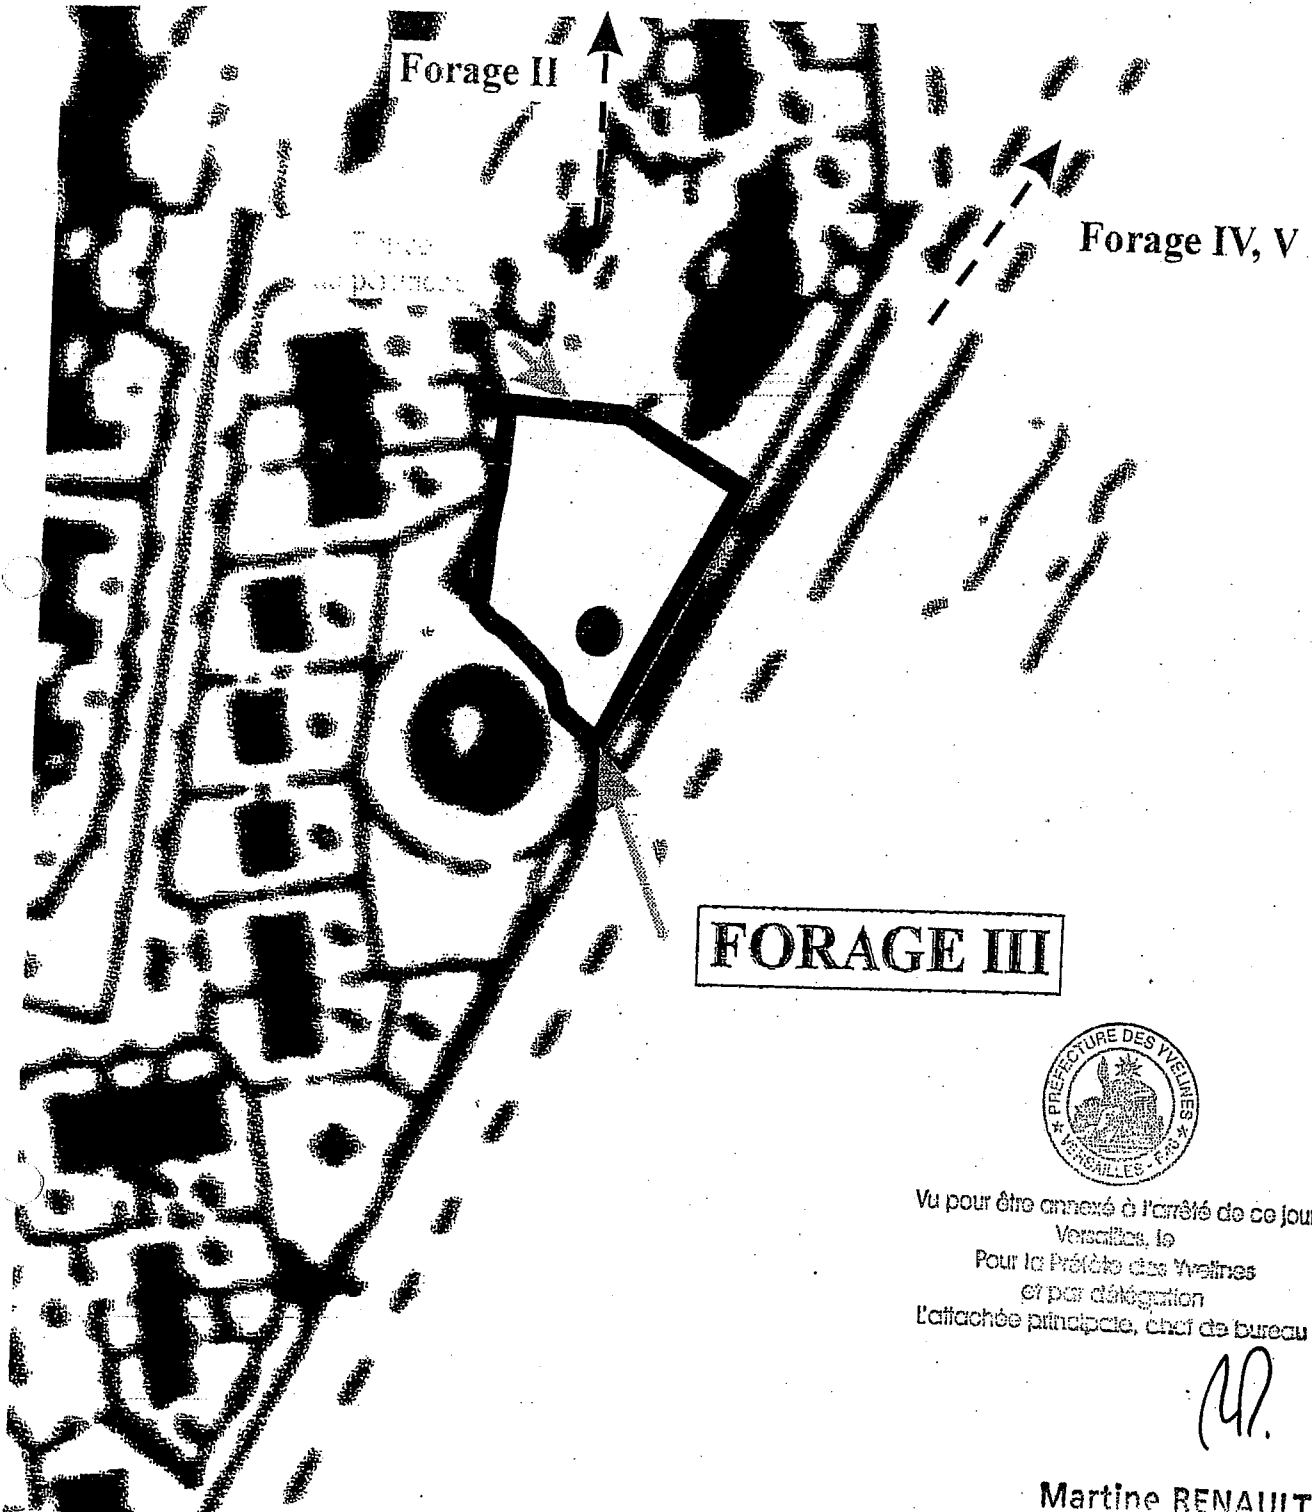 Forage II
Forage IV, V
FORAGE III
PRÉFECTURE DES YVELINES
VERSAILLES
Vu pour être annexé à l'arrêté de ce jour
Versailles, le
Pour la Préfète des Yvelines
et par délégation
L'attachée principale, chef de bureau
Martine RENAULT